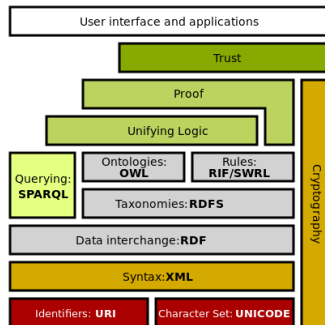 User interface and applications
Trust
Proof
Unifying Logic
Ontologies:
OWL
Rules:
RIF/SWRL
Querying:
SPARQL
Taxonomies:RDFS
Cryptography
Data interchange:RDF
Syntax:XML
Identifiers: URI
Character Set: UNICODE